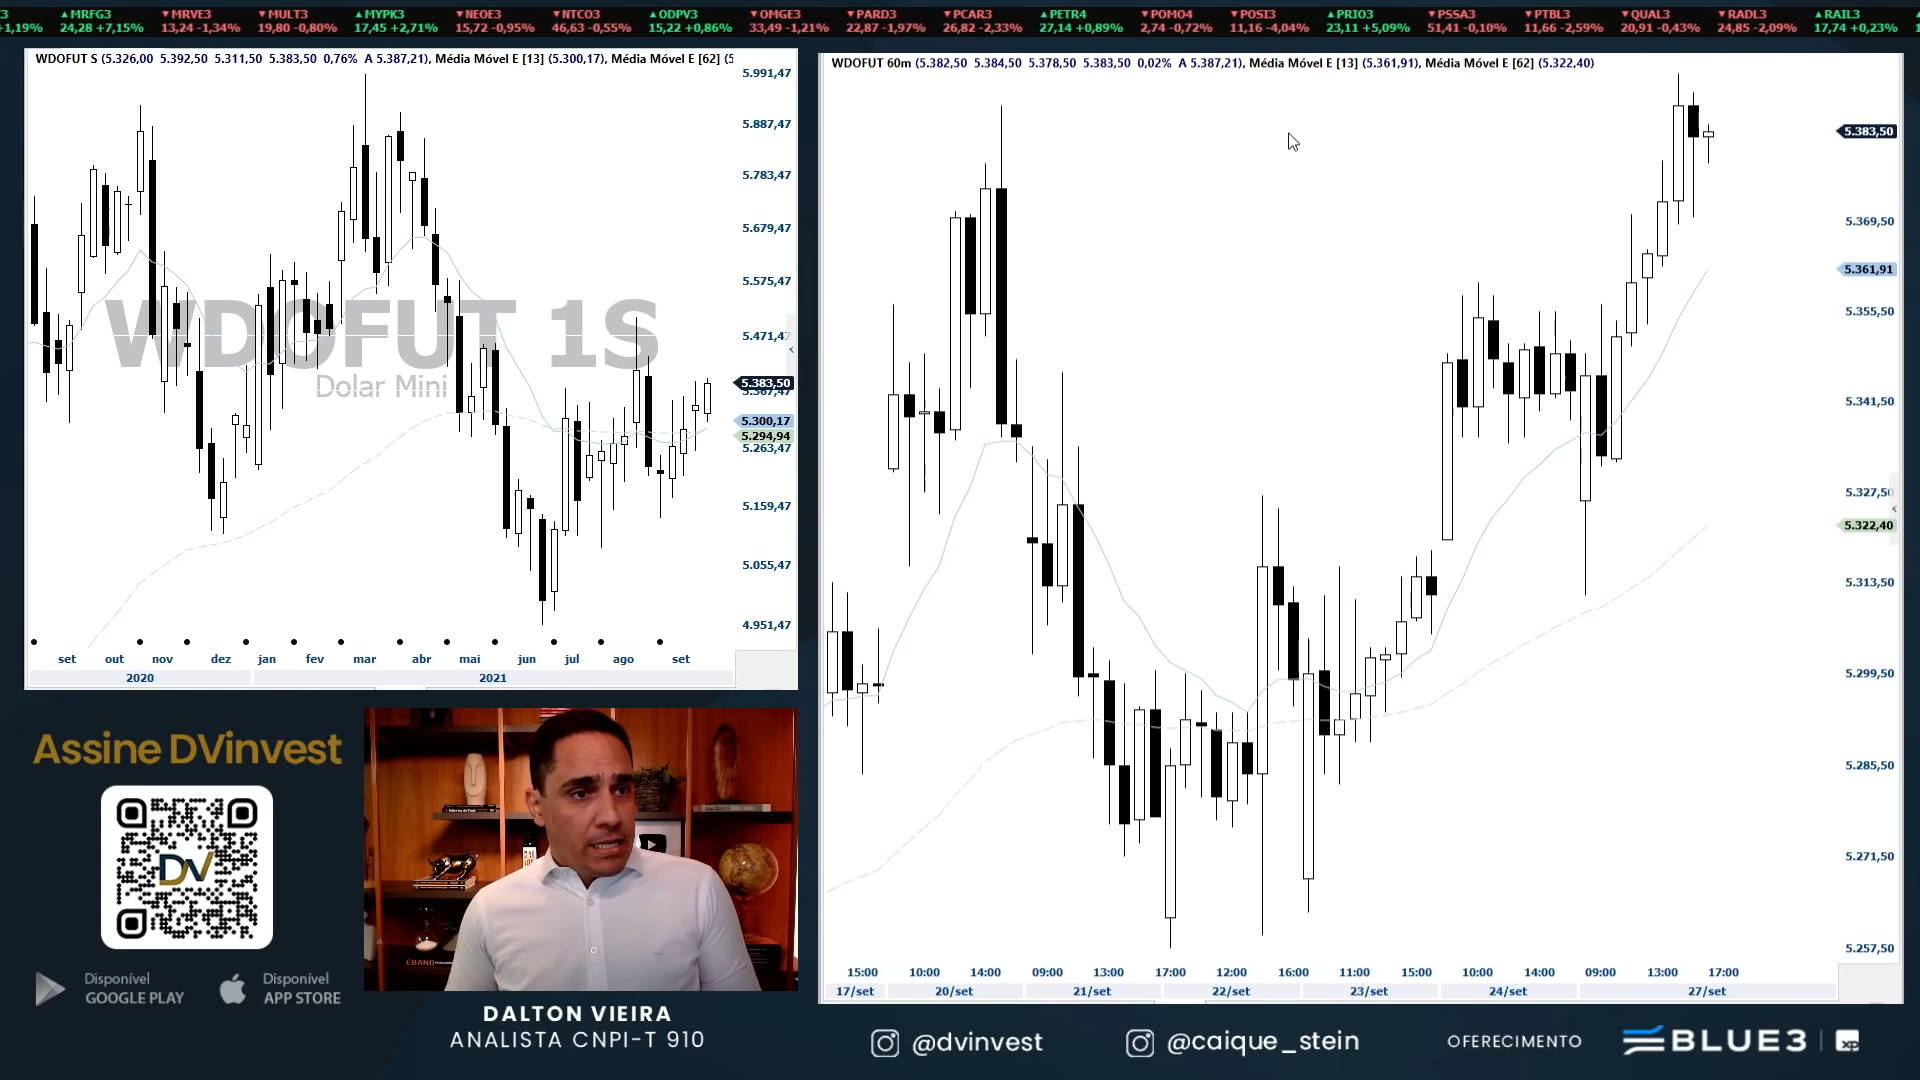 ▲MRFG3 ▼MRVE3 ▼MULT3 ▲MYPK3 ▼NEOE3 ▼NTCO3 ▲ODPV3 ▼OMGE3 ▼PARD3 ▼PCAR3 ▲PETR4 ▼POMO4 ▼POSI3 ▲PRIO3 ▼PSSA3 ▼PTBL3 ▼QUAL3 ▼RADL3 ▲RAIL3
1,19% 24,28 +7,15% 13,24 -1,34% 19,80 -0,80% 17,45 +2,71% 15,72 -0,95% 46,63 -0,55% 15,22 +0,86% 33,49 -1,21% 22,87 -1,97% 26,82 -2,33% 27,14 +0,89% 2,74 -0,72% 11,16 -4,04% 23,11 +5,09% 51,41 -0,10% 11,66 -2,59% 20,91 -0,43% 24,85 -2,09% 17,74 +0,23%
WDOFUT S (5.326,00 5.392,50 5.311,50 5.383,50 0,76% A 5.387,21), Média Móvel E [13] (5.300,17), Média Móvel E [62] (5
5.991,47
5.887,47
5.783,47
5.679,47
5.575,47
5.471,47
5.383,50
5.367,47
5.300,17
5.294,94
5.263,47
5.159,47
5.055,47
4.951,47
WDOFUT 1S
Dolar Mini
set out nov dez jan fev mar abr mai jun jul ago set
2020 2021
WDOFUT 60m (5.382,50 5.384,50 5.378,50 5.383,50 0,02% A 5.387,21), Média Móvel E [13] (5.361,91), Média Móvel E [62] (5.322,40)
5.383,50
5.369,50
5.361,91
5.355,50
5.341,50
5.327,50
5.322,40
5.313,50
5.299,50
5.285,50
5.271,50
5.257,50
15:00 10:00 14:00 09:00 13:00 17:00 12:00 16:00 11:00 15:00 10:00 14:00 09:00 13:00 17:00
17/set 20/set 21/set 22/set 23/set 24/set 27/set
Assine DVinvest
DV
Disponível
GOOGLE PLAY
Disponível
APP STORE
ÉBANO
DALTON VIEIRA
ANALISTA CNPI-T 910
@dvinvest
@caique_stein
OFERECIMENTO
BLUE3
xp